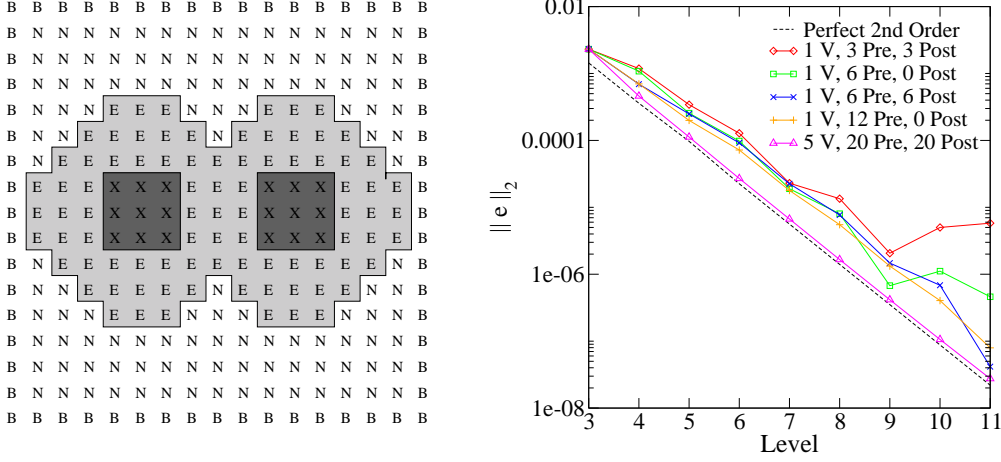 B B B B B B B B B B B B B B B B B
B N N N N N N N N N N N N N N N B
B N N N N N N N N N N N N N N N B
B N N N N N N N N N N N N N N N B
B N N N E E E N N N E E E N N N B
B N N E E E E E N E E E E E N N B
B N E E E E E E E E E E E E E N B
B E E E X X X E E E X X X E E E B
B E E E X X X E E E X X X E E E B
B E E E X X X E E E X X X E E E B
B N E E E E E E E E E E E E E N B
B N N E E E E E N E E E E E N N B
B N N N E E E N N N E E E N N N B
B N N N N N N N N N N N N N N N B
B N N N N N N N N N N N N N N N B
B N N N N N N N N N N N N N N N B
B B B B B B B B B B B B B B B B B
0.01
0.0001
1e-06
1e-08
|| e ||2
Perfect 2nd Order
1 V, 3 Pre, 3 Post
1 V, 6 Pre, 0 Post
1 V, 6 Pre, 6 Post
1 V, 12 Pre, 0 Post
5 V, 20 Pre, 20 Post
3 4 5 6 7 8 9 10 11
Level